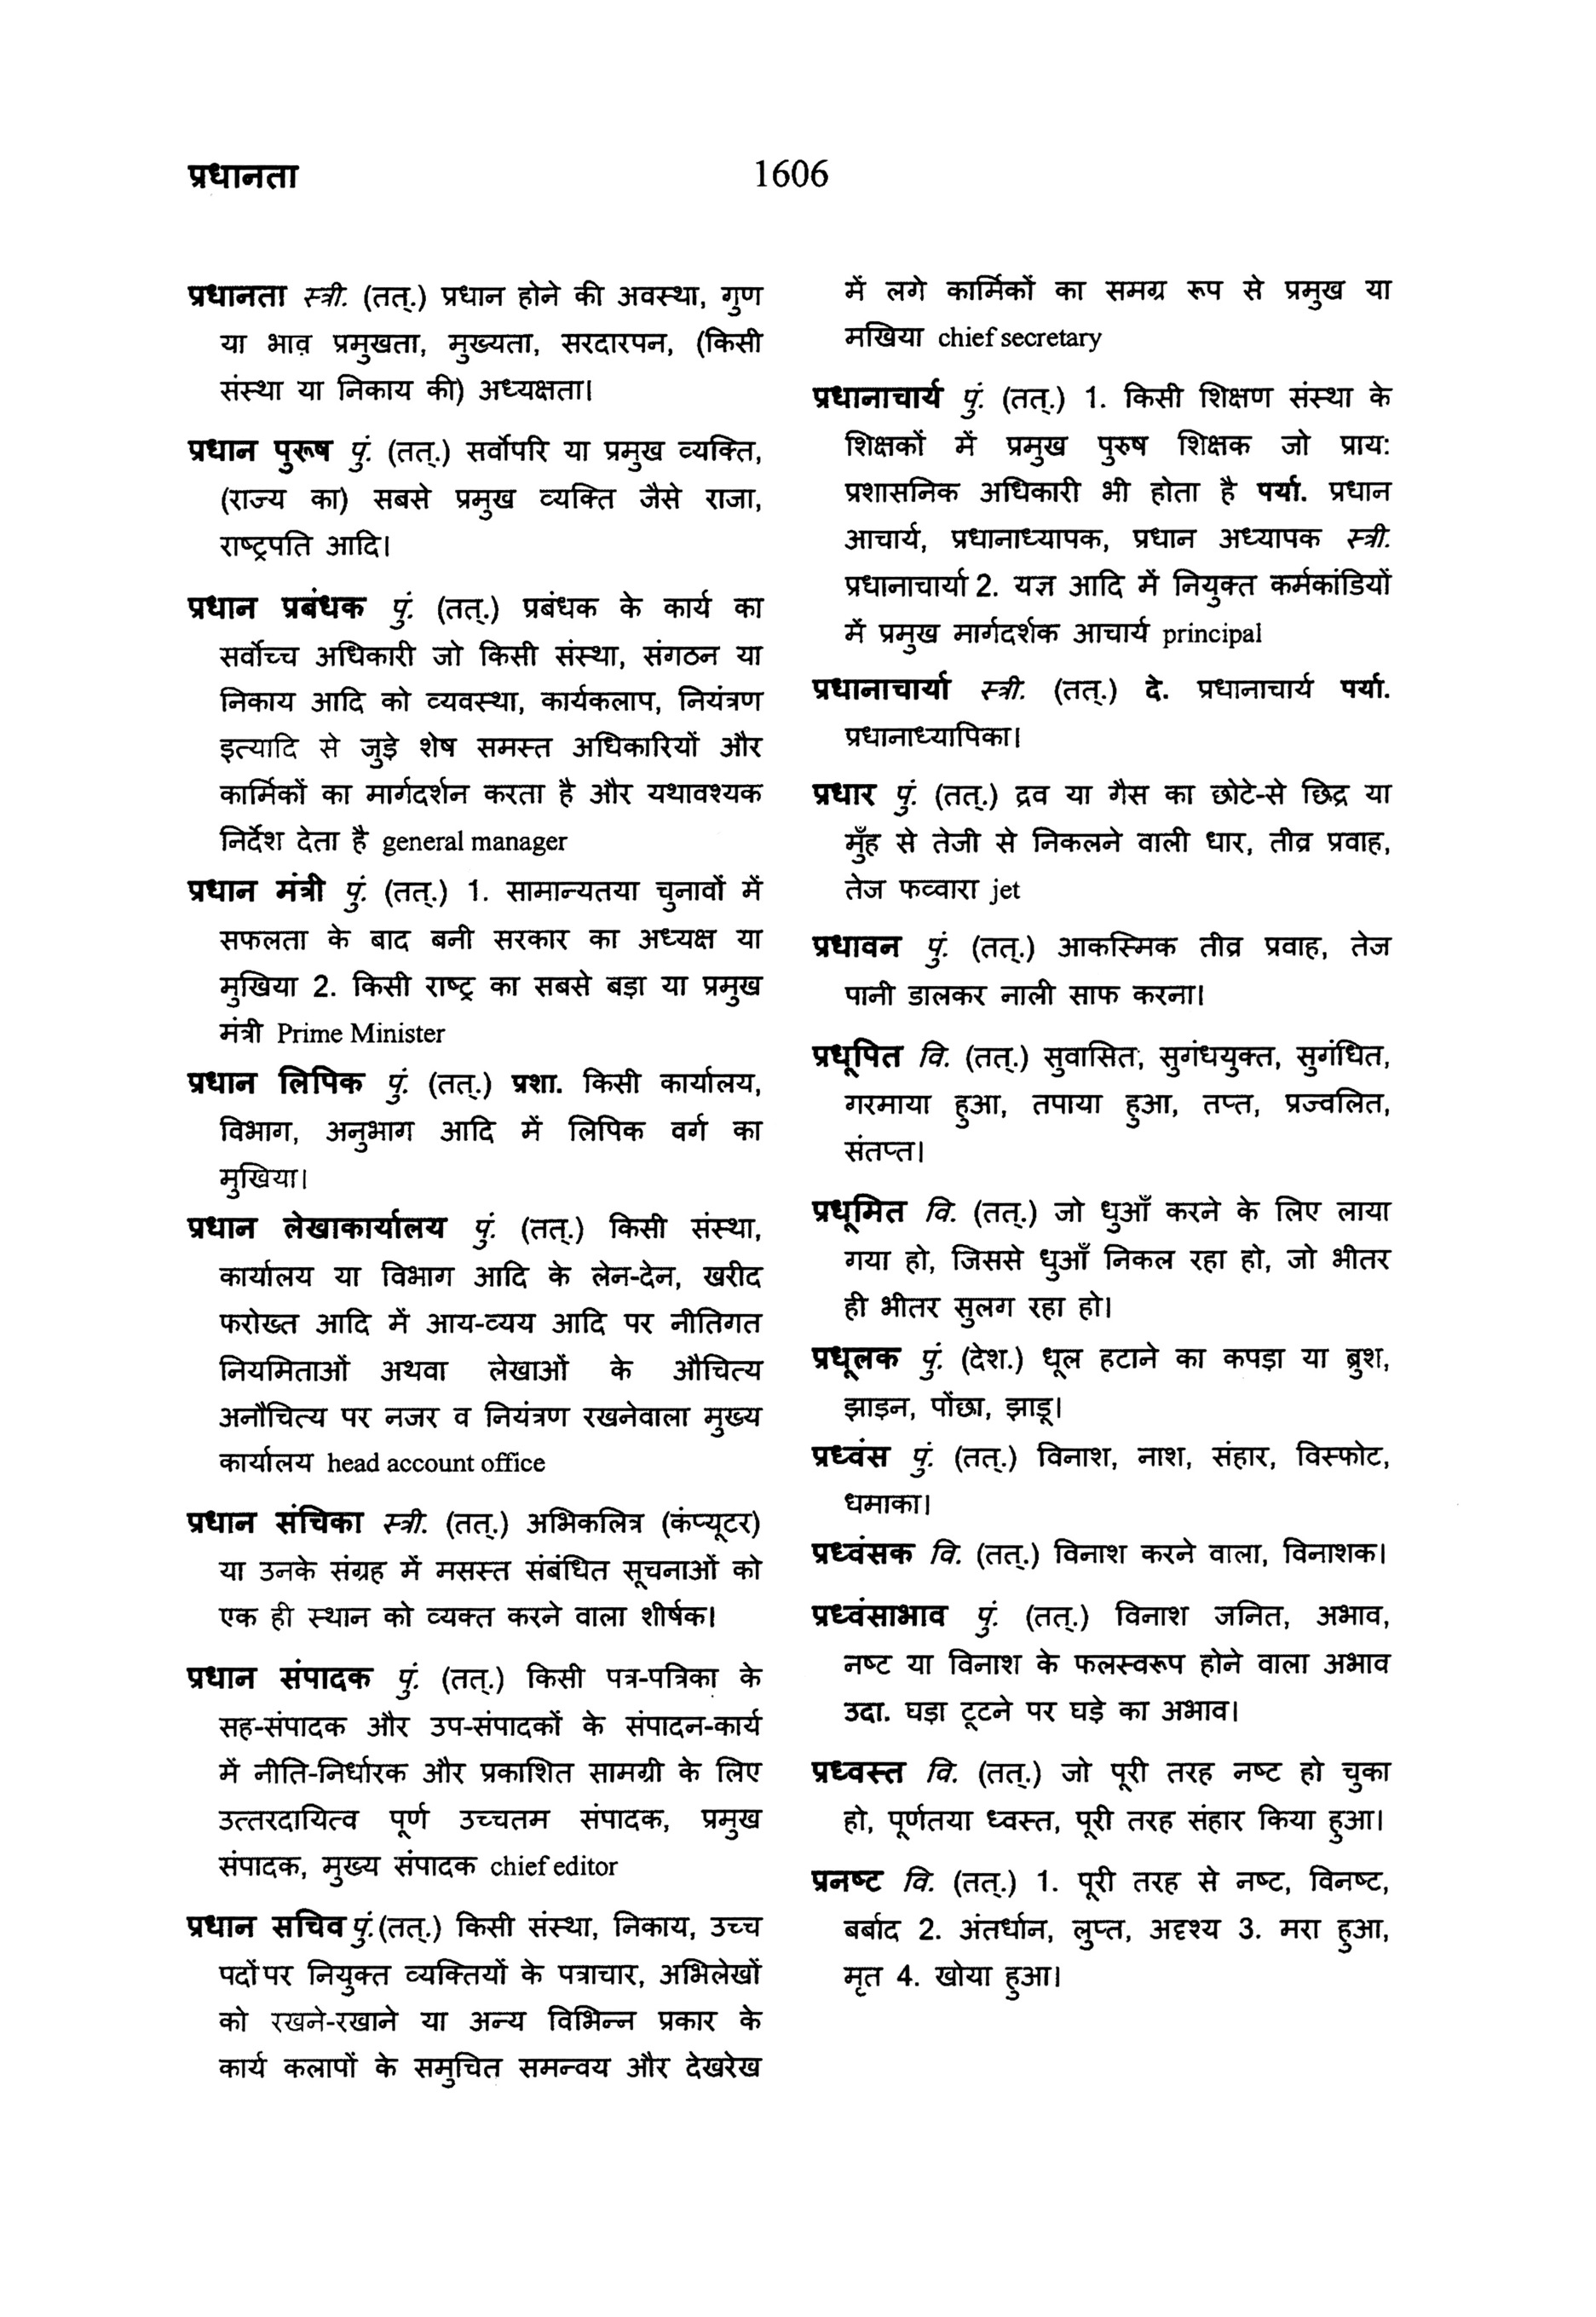 प्रधानता
1606
प्रधानता स्त्री. (तत्.) प्रधान होने की अवस्था, गुण
या भाव़ प्रमुखता, मुख्यता, सरदारपन, (किसी
संस्था या निकाय की) अध्यक्षता।
प्रधान पुरूष पुं. (तत्.) सर्वोपरि या प्रमुख व्यक्ति,
(राज्य का) सबसे प्रमुख व्यक्ति जैसे राजा,
राष्ट्रपति आदि।
प्रधान प्रबंधक पुं. (तत्.) प्रबंधक के कार्य का
सर्वोच्च अधिकारी जो किसी संस्था, संगठन या
निकाय आदि को व्यवस्था, कार्यकलाप, नियंत्रण
इत्यादि से जुड़े शेष समस्त अधिकारियों और
कार्मिकों का मार्गदर्शन करता है और यथावश्यक
निर्देश देता है general manager
प्रधान मंत्री पुं. (तत्.) 1. सामान्यतया चुनावों में
सफलता के बाद बनी सरकार का अध्यक्ष या
मुखिया 2. किसी राष्ट्र का सबसे बड़ा या प्रमुख
मंत्री Prime Minister
प्रधान लिपिक पुं. (तत्.) प्रशा. किसी कार्यालय,
विभाग, अनुभाग आदि में लिपिक वर्ग का
मुखिया।
प्रधान लेखाकार्यालय पुं. (तत्.) किसी संस्था,
कार्यालय या विभाग आदि के लेन-देन, खरीद
फरोख्त आदि में आय-व्यय आदि पर नीतिगत
नियमिताओं अथवा लेखाओं के औचित्य
अनौचित्य पर नजर व नियंत्रण रखनेवाला मुख्य
कार्यालय head account office
प्रधान संचिका स्त्री. (तत्.) अभिकलित्र (कंप्यूटर)
या उनके संग्रह में मसस्त संबंधित सूचनाओं को
एक ही स्थान को व्यक्त करने वाला शीर्षक।
प्रधान संपादक पुं. (तत्.) किसी पत्र-पत्रिका के
सह-संपादक और उप-संपादकों के संपादन-कार्य
में नीति-निर्धारक और प्रकाशित सामग्री के लिए
उत्तरदायित्व पूर्ण उच्चतम संपादक, प्रमुख
संपादक, मुख्य संपादक chief editor
प्रधान सचिव पुं.(तत्.) किसी संस्था, निकाय, उच्च
पदों पर नियुक्त व्यक्तियों के पत्राचार, अभिलेखों
को रखने-रखाने या अन्य विभिन्न प्रकार के
कार्य कलापों के समुचित समन्वय और देखरेख
में लगे कार्मिकों का समग्र रूप से प्रमुख या
मखिया chief secretary
प्रधानाचार्य पुं. (तत्.) 1. किसी शिक्षण संस्था के
शिक्षकों में प्रमुख पुरुष शिक्षक जो प्राय:
प्रशासनिक अधिकारी भी होता है पर्या. प्रधान
आचार्य, प्रधानाध्यापक, प्रधान अध्यापक स्त्री.
प्रधानाचार्या 2. यज्ञ आदि में नियुक्त कर्मकांडियों
में प्रमुख मार्गदर्शक आचार्य principal
प्रधानाचार्या स्त्री. (तत्.) दे. प्रधानाचार्य पर्या.
प्रधानाध्यापिका।
प्रधार पुं. (तत्.) द्रव या गैस का छोटे-से छिद्र या
मुँह से तेजी से निकलने वाली धार, तीव्र प्रवाह,
तेज फव्वारा jet
प्रधावन पुं. (तत्.) आकस्मिक तीव्र प्रवाह, तेज
पानी डालकर नाली साफ करना।
प्रधूपित वि. (तत्.) सुवासित, सुगंधयुक्त, सुगंधित,
गरमाया हुआ, तपाया हुआ, तप्त, प्रज्वलित,
संतप्त।
प्रधूमित वि. (तत्.) जो धुआँ करने के लिए लाया
गया हो, जिससे धुआँ निकल रहा हो, जो भीतर
ही भीतर सुलग रहा हो।
प्रधूलक पुं. (देश.) धूल हटाने का कपड़ा या ब्रुश,
झाड़न, पोंछा, झाडू।
प्रध्वंस पुं. (तत्.) विनाश, नाश, संहार, विस्फोट,
धमाका।
प्रध्वंसक वि. (तत्.) विनाश करने वाला, विनाशक।
प्रध्वंसाभाव पुं. (तत्.) विनाश जनित, अभाव,
नष्ट या विनाश के फलस्वरूप होने वाला अभाव
उदा. घड़ा टूटने पर घड़े का अभाव।
प्रध्वस्त वि. (तत्.) जो पूरी तरह नष्ट हो चुका
हो, पूर्णतया ध्वस्त, पूरी तरह संहार किया हुआ।
प्रनष्ट वि. (तत्.) 1. पूरी तरह से नष्ट, विनष्ट,
बर्बाद 2. अंतर्धान, लुप्त, अदृश्य 3. मरा हुआ,
मृत 4. खोया हुआ।